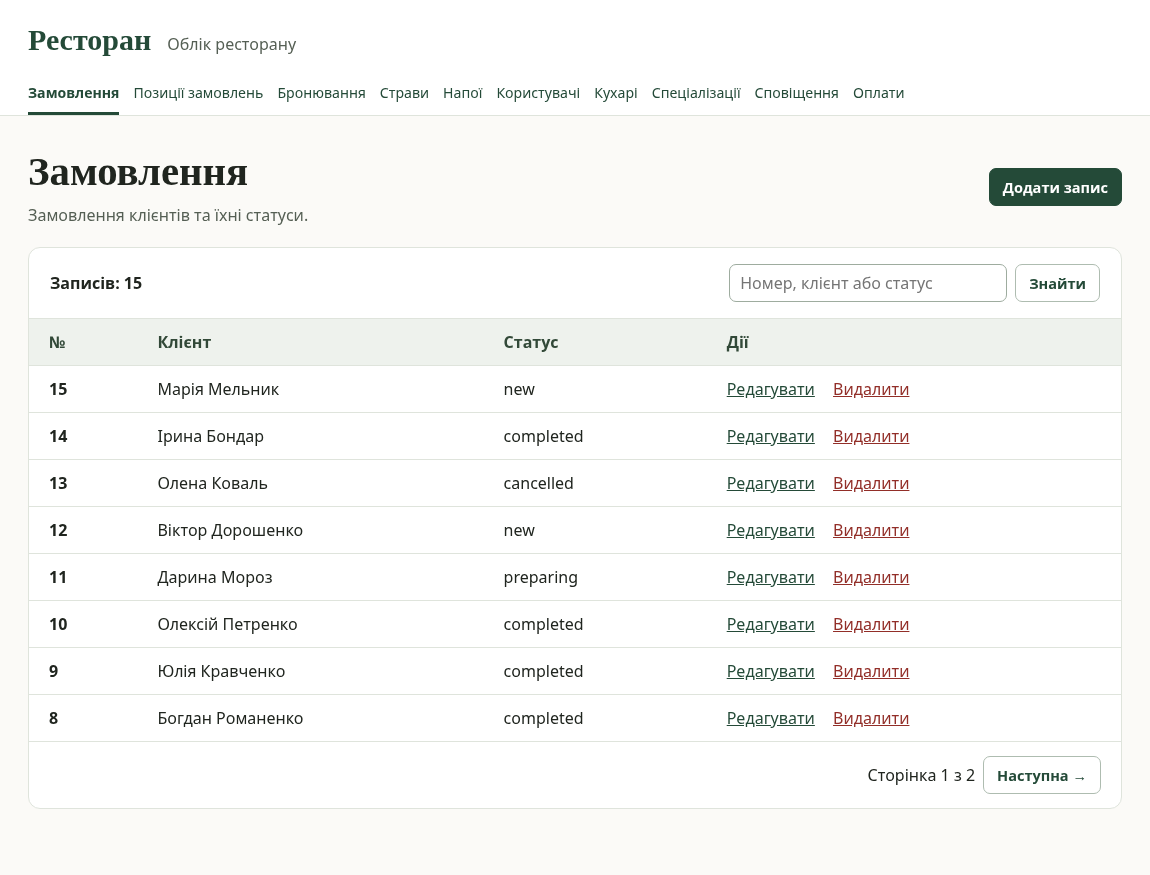 Ресторан Облік ресторану
Замовлення Позиції замовлень Бронювання Страви Напої Користувачі Кухарі Спеціалізації Сповіщення Оплати
Замовлення
Додати запис
Замовлення клієнтів та їхні статуси.
Записів: 15 Номер, клієнт або статус Знайти
№ Клієнт Статус Дії
15 Марія Мельник new Редагувати Видалити
14 Ірина Бондар completed Редагувати Видалити
13 Олена Коваль cancelled Редагувати Видалити
12 Віктор Дорошенко new Редагувати Видалити
11 Дарина Мороз preparing Редагувати Видалити
10 Олексій Петренко completed Редагувати Видалити
9 Юлія Кравченко completed Редагувати Видалити
8 Богдан Романенко completed Редагувати Видалити
Сторінка 1 з 2 Наступна →